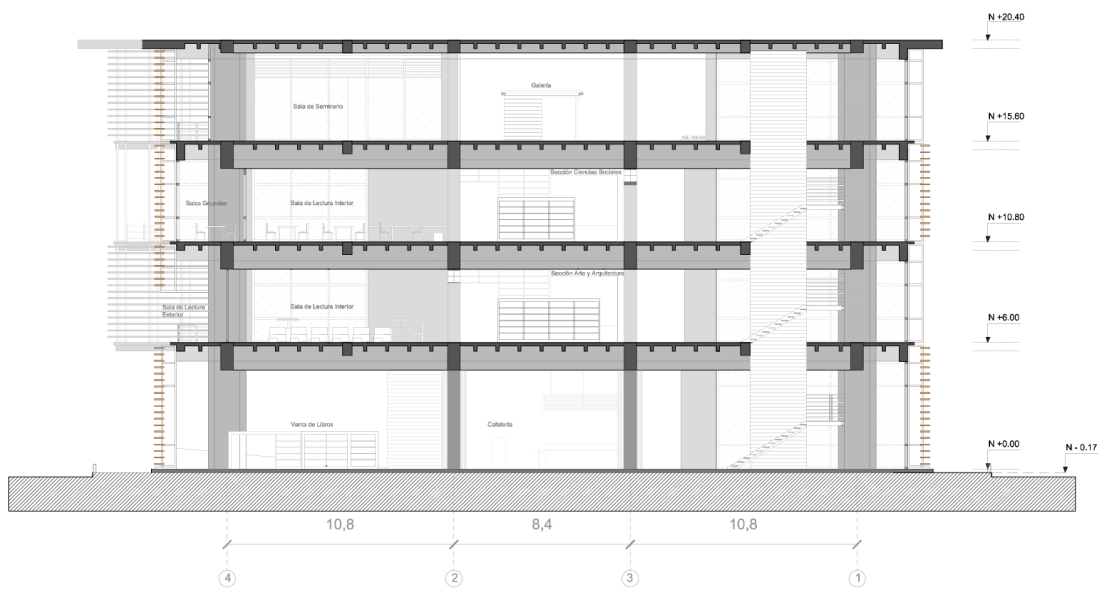 N +20.40
Galería
Sala de Seminario
N +15.60
Sección Ciencias Sociales
Salas Grupales
Sala de Lectura Interior
N +10.80
Sección Arte y Arquitectura
Sala de Lectura
Exterior
Sala de Lectura Interior
N +6.00
Venta de Libros
Cafetería
N +0.00
N - 0.17
10,8
8,4
10,8
4
2
3
1